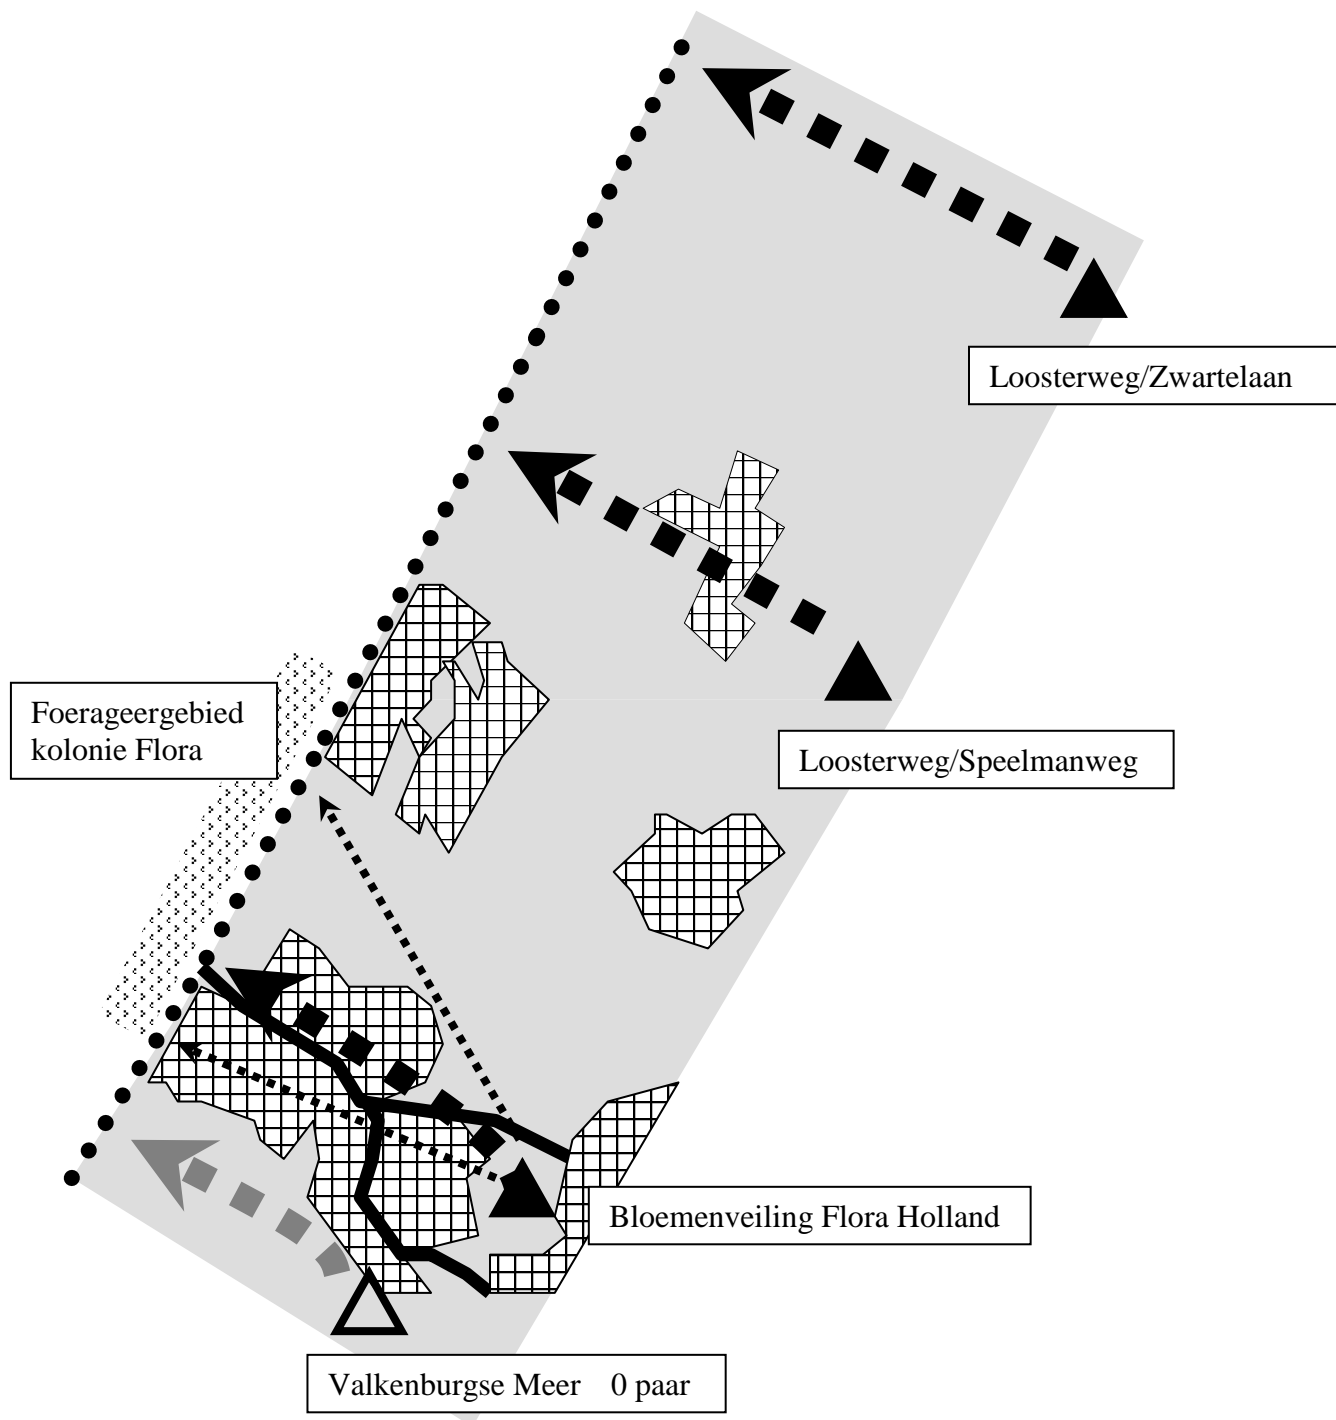 Loosterweg/Zwartelaan
Foerageergebied
kolonie Flora
Loosterweg/Speelmanweg
Bloemenveiling Flora Holland
Valkenburgse Meer 0 paar